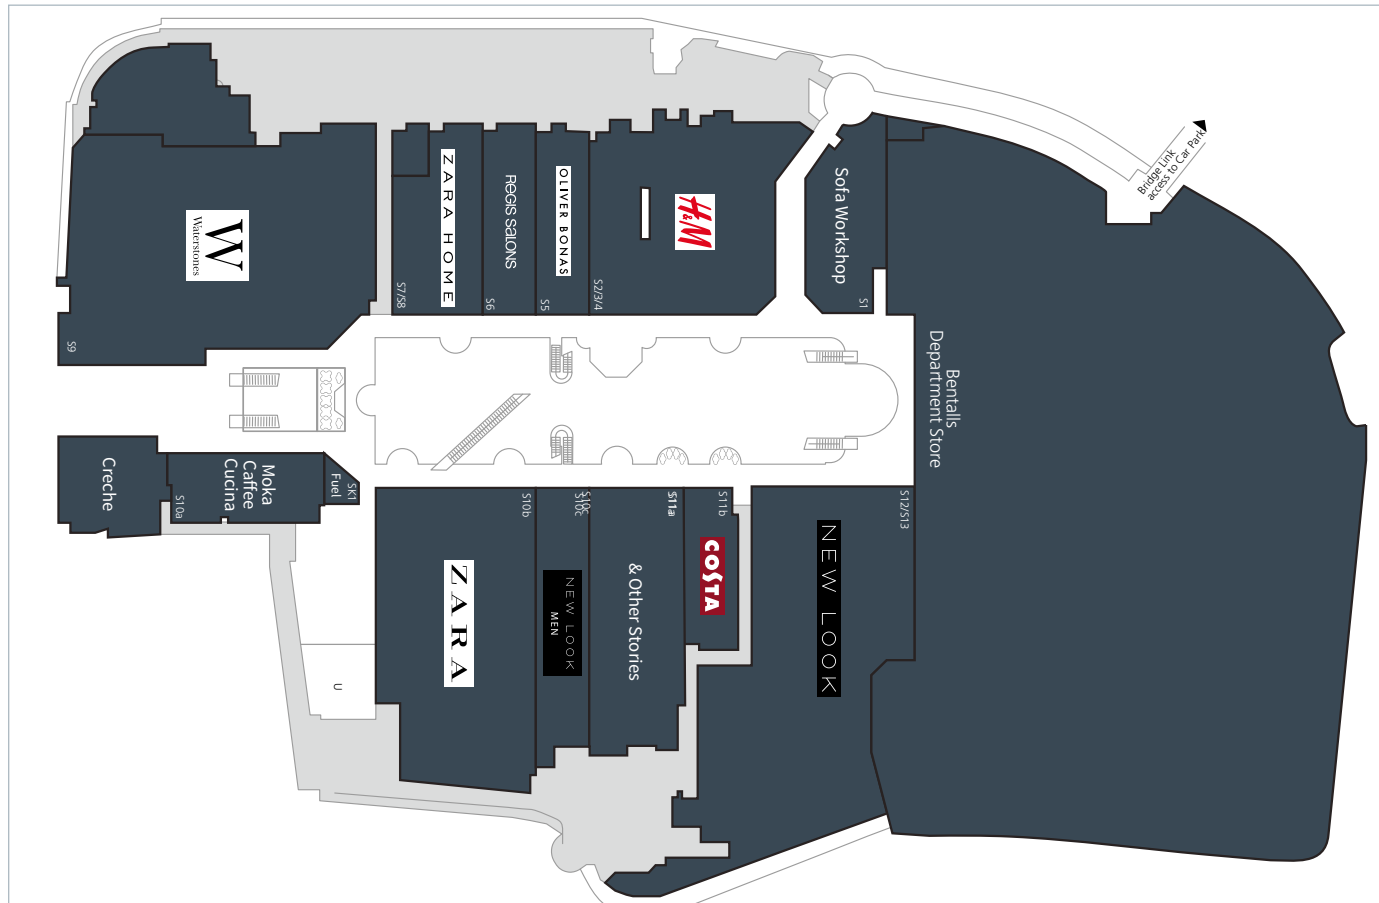 Bridge Link
access to Car Park
W
Waterstones
S9
ZARA HOME
S7/S8
REGIS SALONS
S6
OLIVER BONAS
S5
H&M
S2/3/4
Sofa Workshop
S1
Bentalls
Department Store
Creche
Moka
Caffee
Cucina
S10a
SK1
Fuel
U
ZARA
S10b
NEW LOOK
MEN
S10c
& Other Stories
S11a
COSTA
S11b
NEW LOOK
S12/S13